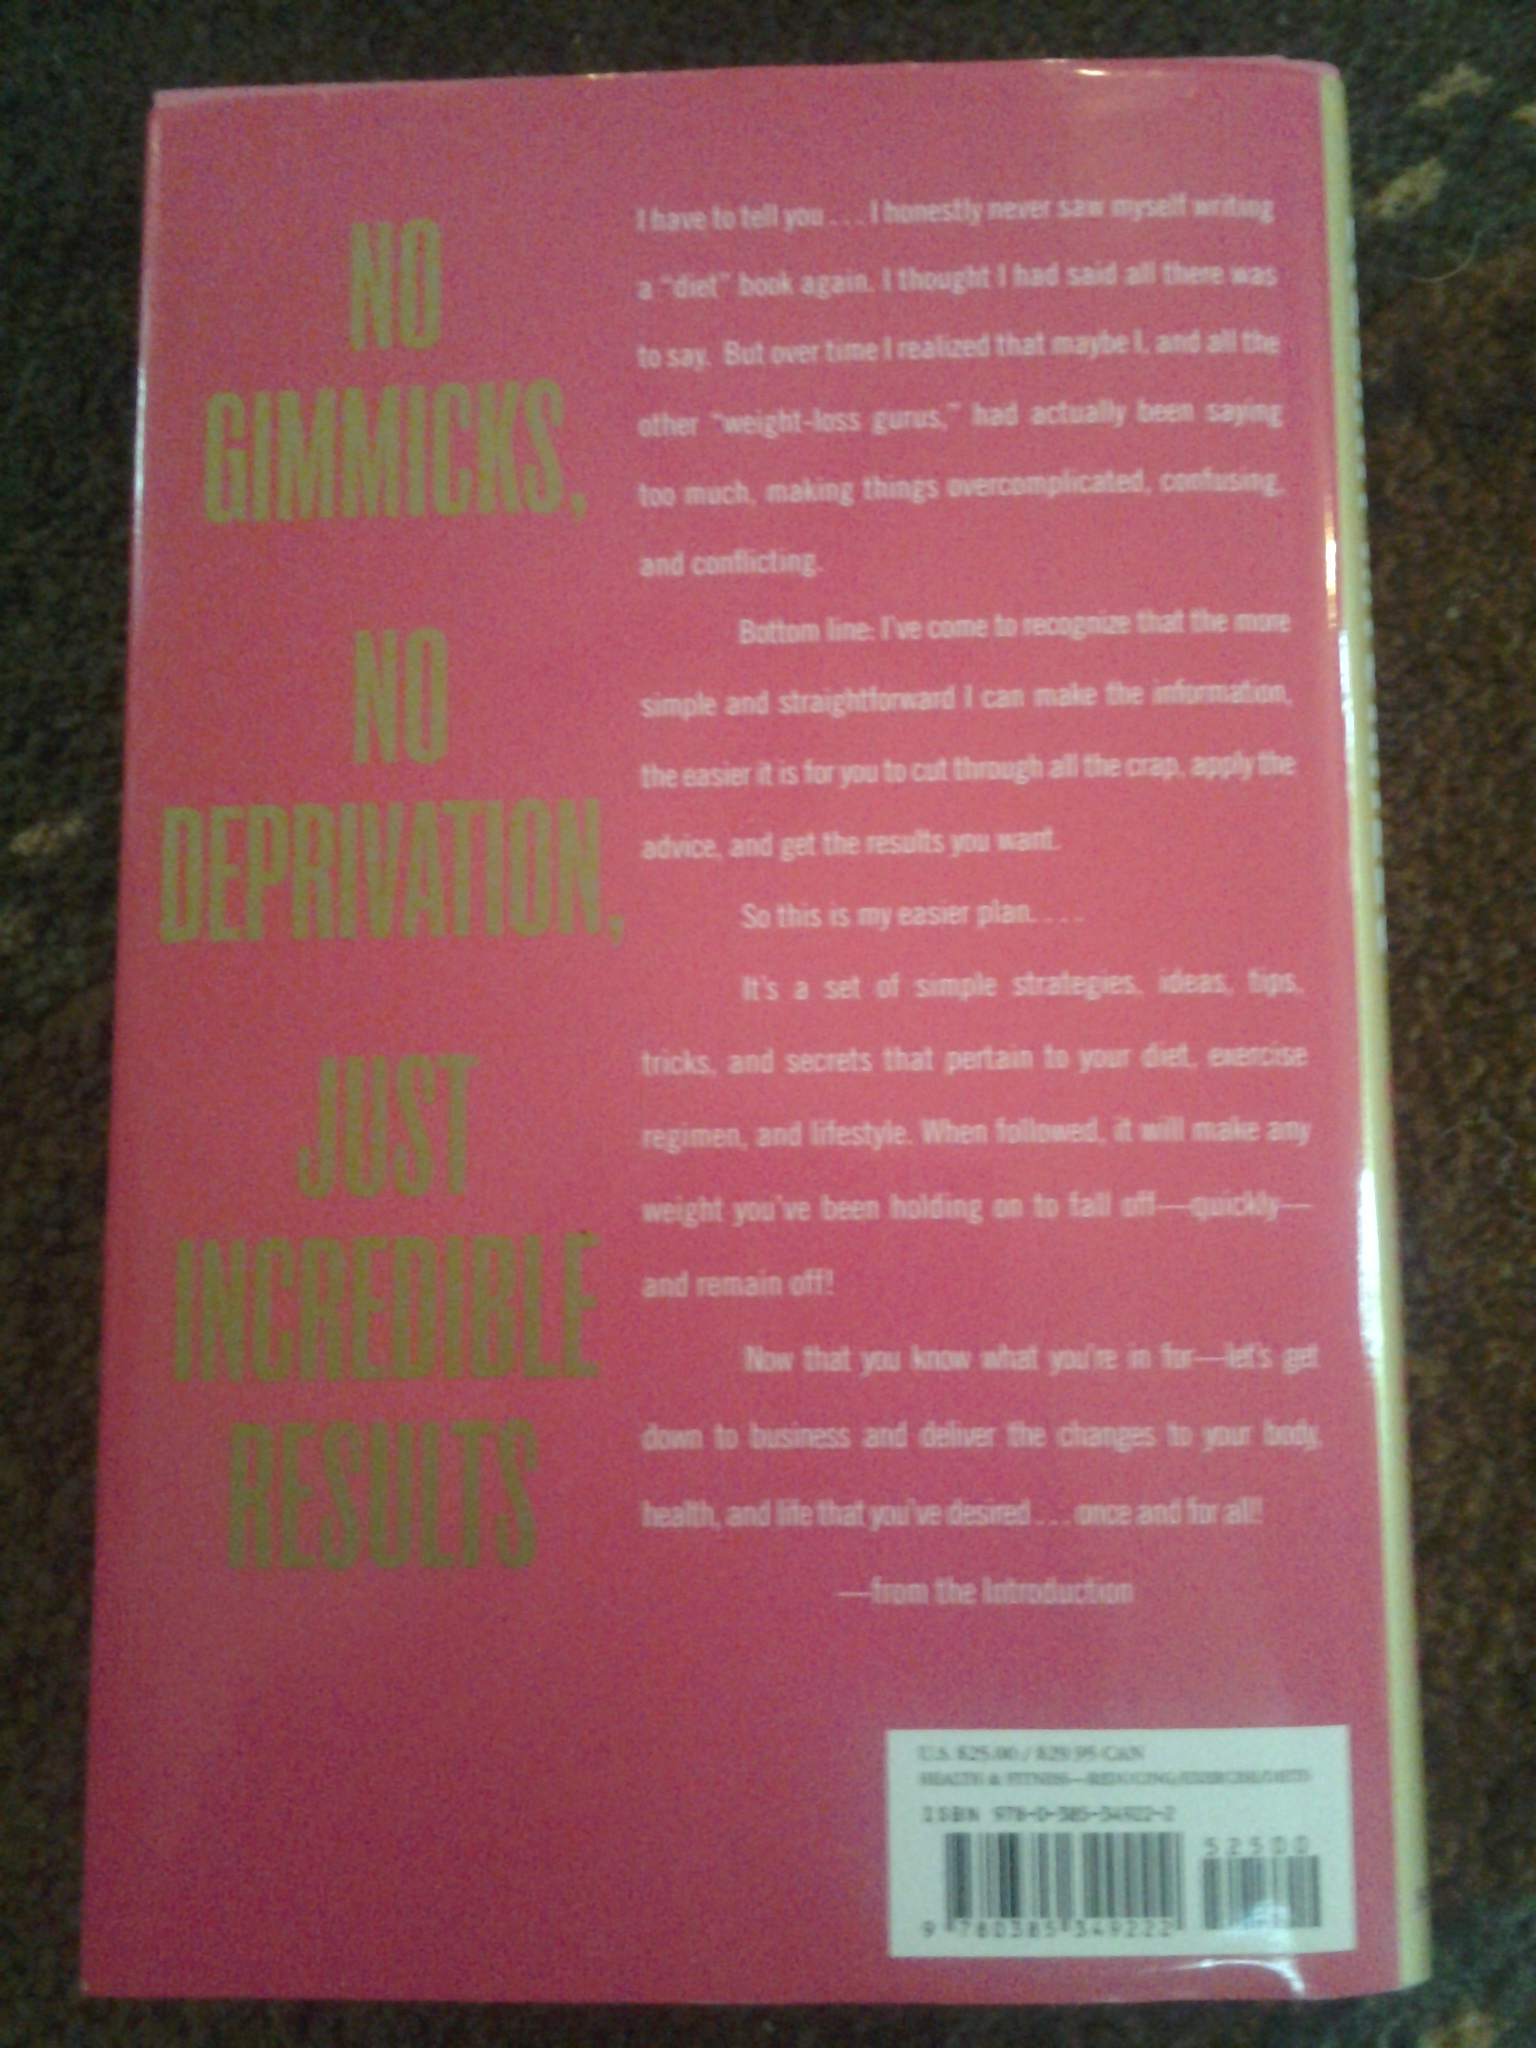 NO
GIMMICKS,
NO
DEPRIVATION,
JUST
INCREDIBLE
RESULTS
I have to tell you . . . I honestly never saw myself writing
a “diet” book again. I thought I had said all there was
to say. But over time I realized that maybe I, and all the
other “weight-loss gurus,” had actually been saying
too much, making things overcomplicated, confusing,
and conflicting.
Bottom line: I’ve come to recognize that the more
simple and straightforward I can make the information,
the easier it is for you to cut through all the crap, apply the
advice, and get the results you want.
So this is my easier plan. . . .
It’s a set of simple strategies, ideas, tips,
tricks, and secrets that pertain to your diet, exercise
regimen, and lifestyle. When followed, it will make any
weight you’ve been holding on to fall off—quickly—
and remain off!
Now that you know what you’re in for—let’s get
down to business and deliver the changes to your body,
health, and life that you’ve desired . . . once and for all!
—from the Introduction
U.S. $25.00 / $29.95 CAN
HEALTH & FITNESS—REDUCING/EXERCISE/DIETS
ISBN 978-0-385-34922-2
52500
9 780385 349222